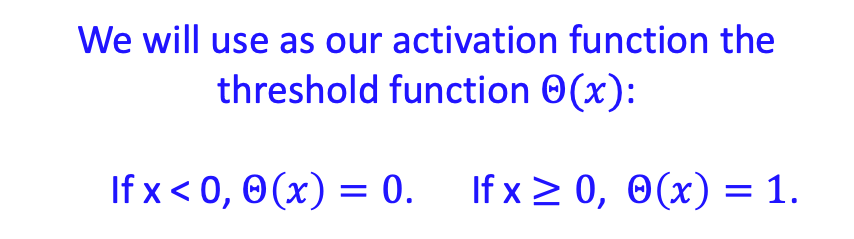 We will use as our activation function the
threshold function Θ(x):
If x < 0, Θ(x) = 0. If x ≥ 0, Θ(x) = 1.